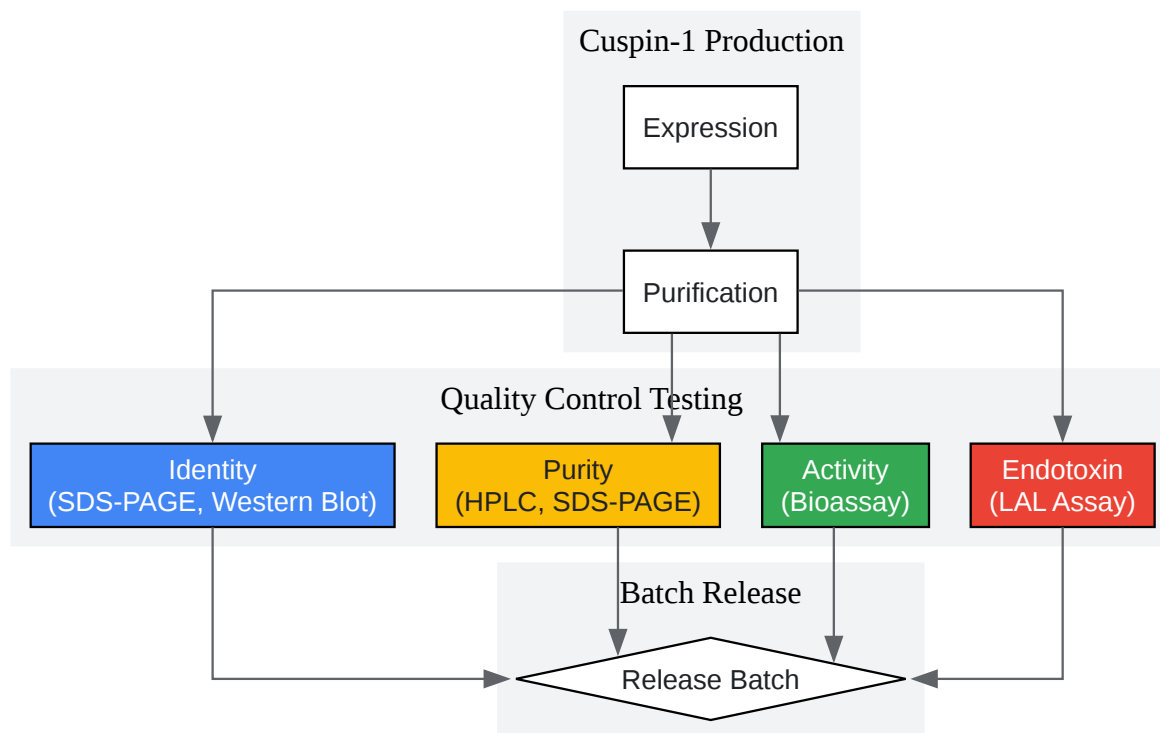 Cuspin-1 Production
Expression
Purification
Quality Control Testing
Identity
(SDS-PAGE, Western Blot)
Purity
(HPLC, SDS-PAGE)
Activity
(Bioassay)
Endotoxin
(LAL Assay)
Batch Release
Release Batch